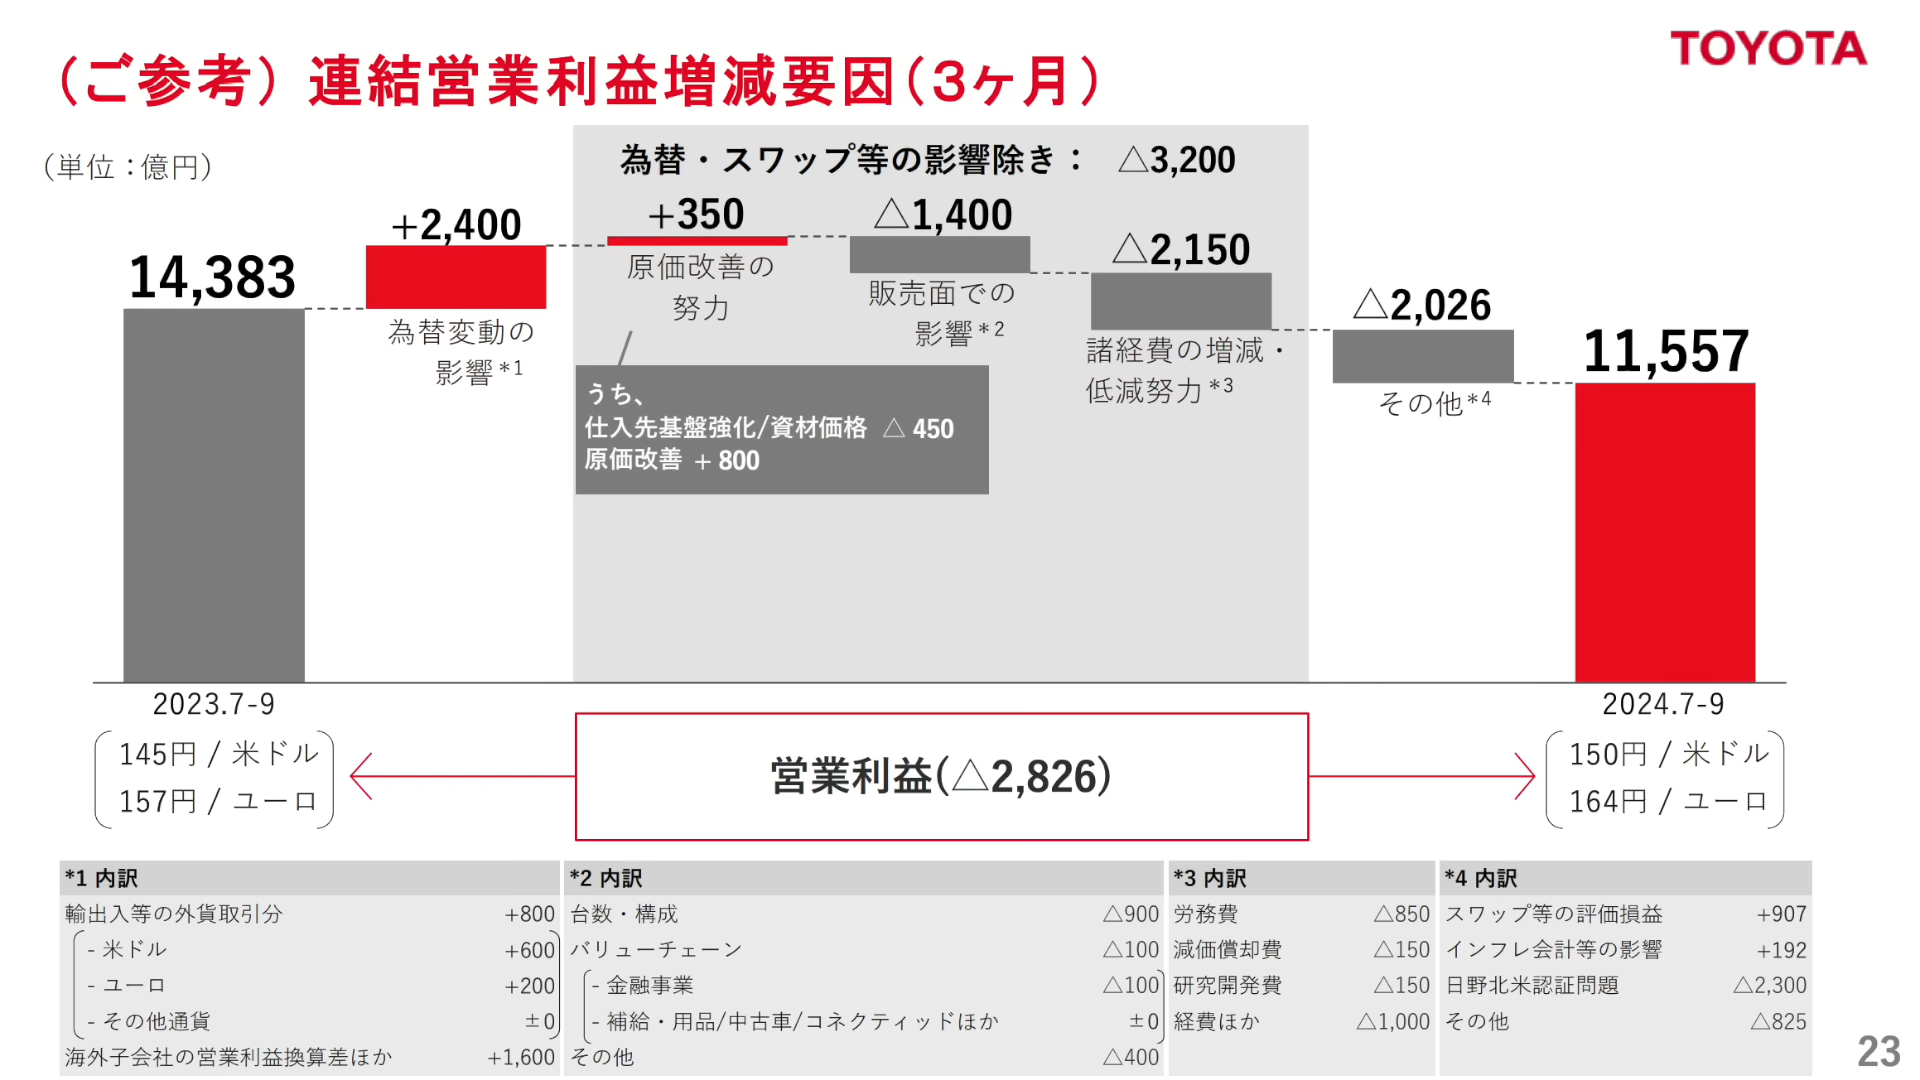 TOYOTA
（ご参考）連結営業利益増減要因（3ヶ月）
（単位：億円）
為替・スワップ等の影響除き： △3,200
14,383
+2,400
為替変動の
影響*1
+350
原価改善の
努力
うち、
仕入先基盤強化/資材価格 △ 450
原価改善 + 800
△1,400
販売面での
影響*2
△2,150
諸経費の増減・
低減努力*3
△2,026
その他*4
11,557
2023.7-9
145円 / 米ドル
157円 / ユーロ
営業利益(△2,826)
2024.7-9
150円 / 米ドル
164円 / ユーロ
*1 内訳
輸出入等の外貨取引分 +800
- 米ドル +600
- ユーロ +200
- その他通貨 ±0
海外子会社の営業利益換算差ほか +1,600
*2 内訳
台数・構成 △900
バリューチェーン △100
- 金融事業 △100
- 補給・用品/中古車/コネクティッドほか ±0
その他 △400
*3 内訳
労務費 △850
減価償却費 △150
研究開発費 △150
経費ほか △1,000
*4 内訳
スワップ等の評価損益 +907
インフレ会計等の影響 +192
日野北米認証問題 △2,300
その他 △825
23